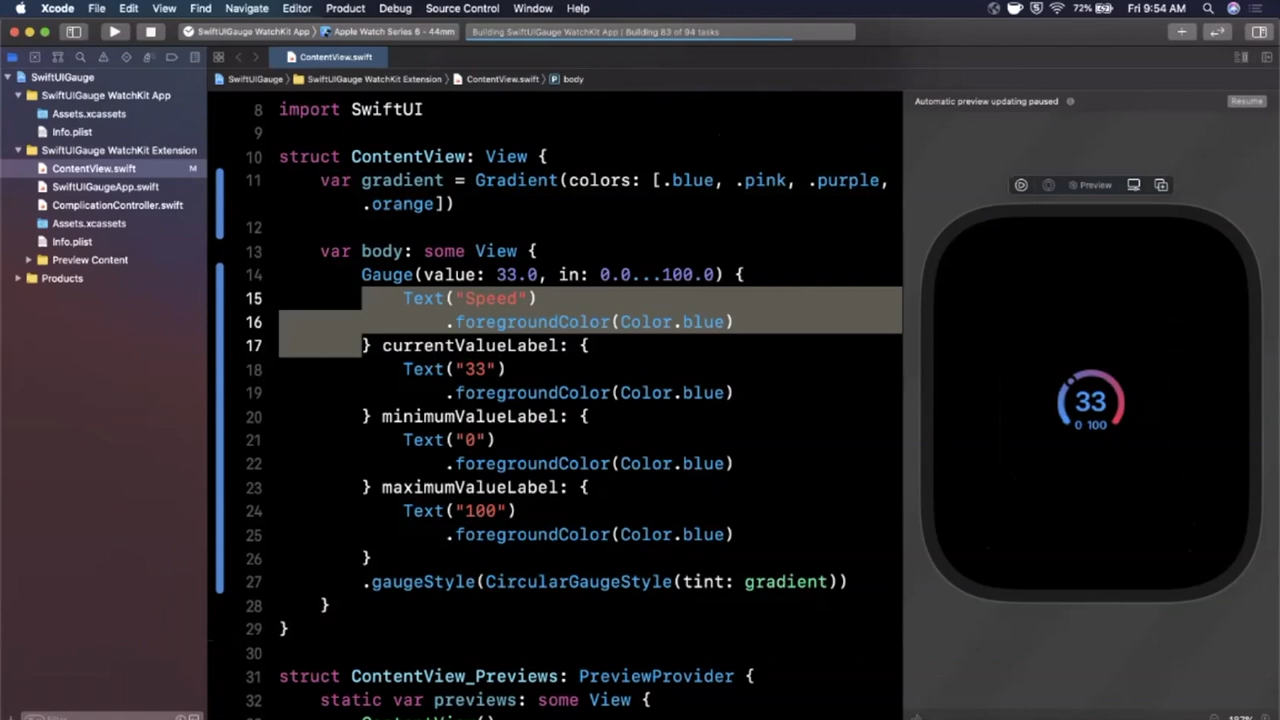 Xcode File Edit View Find Navigate Editor Product Debug Source Control Window Help 72% Fri 9:54 AM
SwiftUIGauge WatchKit App Apple Watch Series 6 - 44mm Building SwiftUIGauge WatchKit App | Building 83 of 94 tasks
ContentView.swift
SwiftUIGauge SwiftUIGauge WatchKit Extension ContentView.swift P body
SwiftUIGauge
SwiftUIGauge WatchKit App
Assets.xcassets
Info.plist
SwiftUIGauge WatchKit Extension
ContentView.swift M
SwiftUIGaugeApp.swift
ComplicationController.swift
Assets.xcassets
Info.plist
Preview Content
Products
8 import SwiftUI
9
10 struct ContentView: View {
11 var gradient = Gradient(colors: [.blue, .pink, .purple,
.orange])
12
13 var body: some View {
14 Gauge(value: 33.0, in: 0.0...100.0) {
15 Text("Speed")
16 .foregroundColor(Color.blue)
17 } currentValueLabel: {
18 Text("33")
19 .foregroundColor(Color.blue)
20 } minimumValueLabel: {
21 Text("0")
22 .foregroundColor(Color.blue)
23 } maximumValueLabel: {
24 Text("100")
25 .foregroundColor(Color.blue)
26 }
27 .gaugeStyle(CircularGaugeStyle(tint: gradient))
28 }
29 }
30
31 struct ContentView_Previews: PreviewProvider {
32 static var previews: some View {
Automatic preview updating paused Resume
Preview
33
0 100